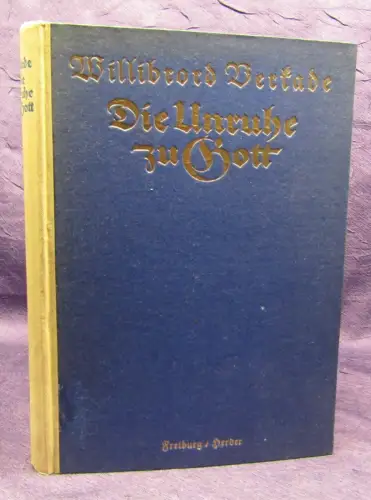 Willibrord Verkade
Die Unruhe
zu Gott
Freiburg / Herder